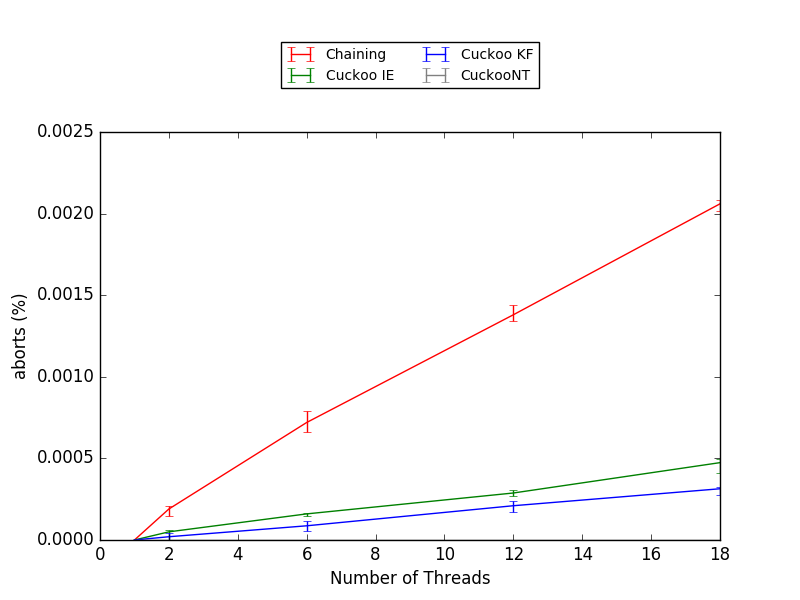 Chaining Cuckoo KF
Cuckoo IE CuckooNT
0.0025
0.0020
0.0015
0.0010
0.0005
0.0000
aborts (%)
0 2 4 6 8 10 12 14 16 18
Number of Threads